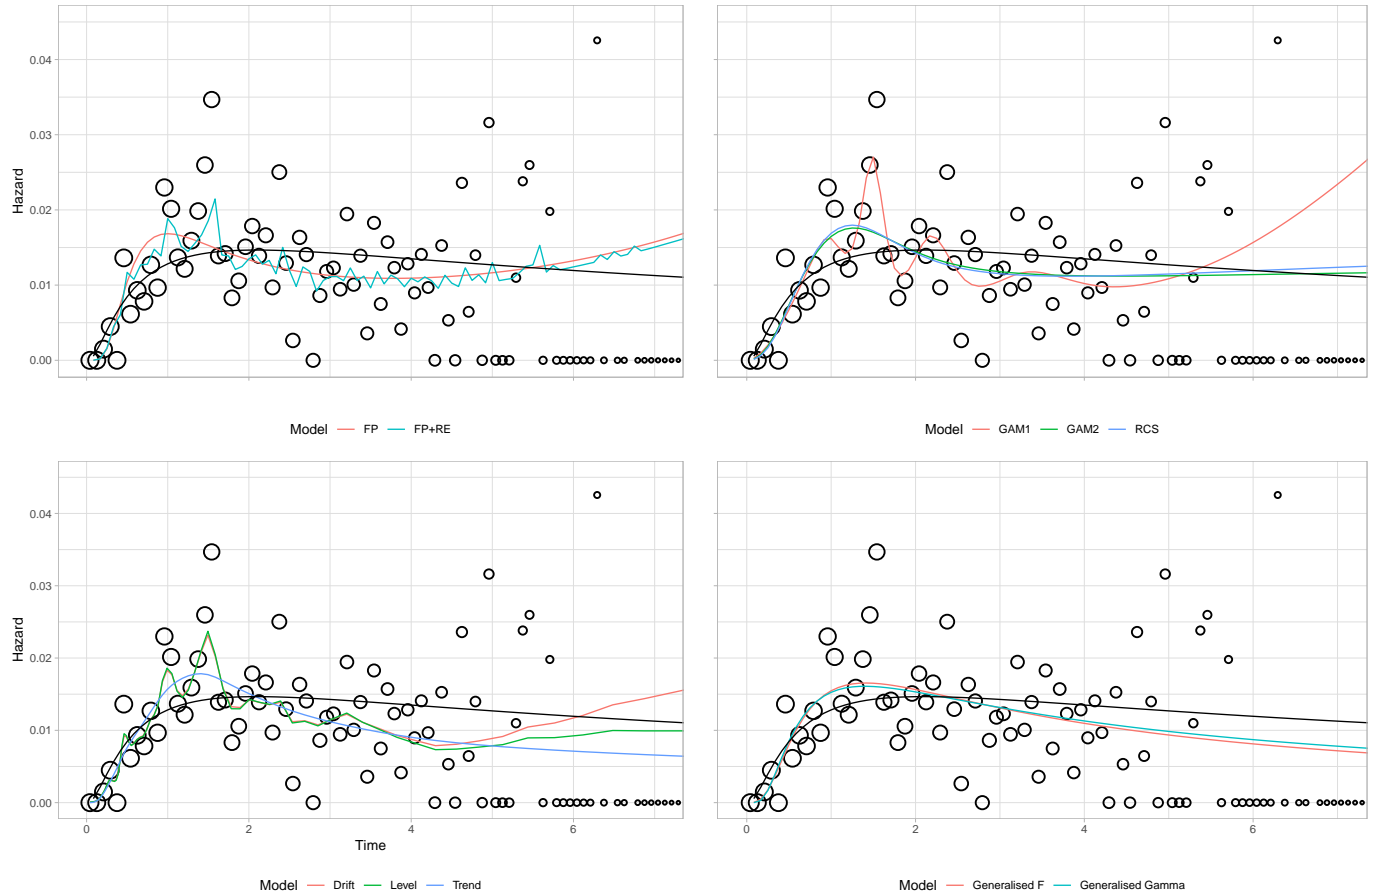 Hazard
0.04
0.03
0.02
0.01
0.00
Model FP FP+RE
Model GAM1 GAM2 RCS
Hazard
0.04
0.03
0.02
0.01
0.00
0 2 4 6
0 2 4 6
Time
Model Drift Level Trend
Model Generalised F Generalised Gamma